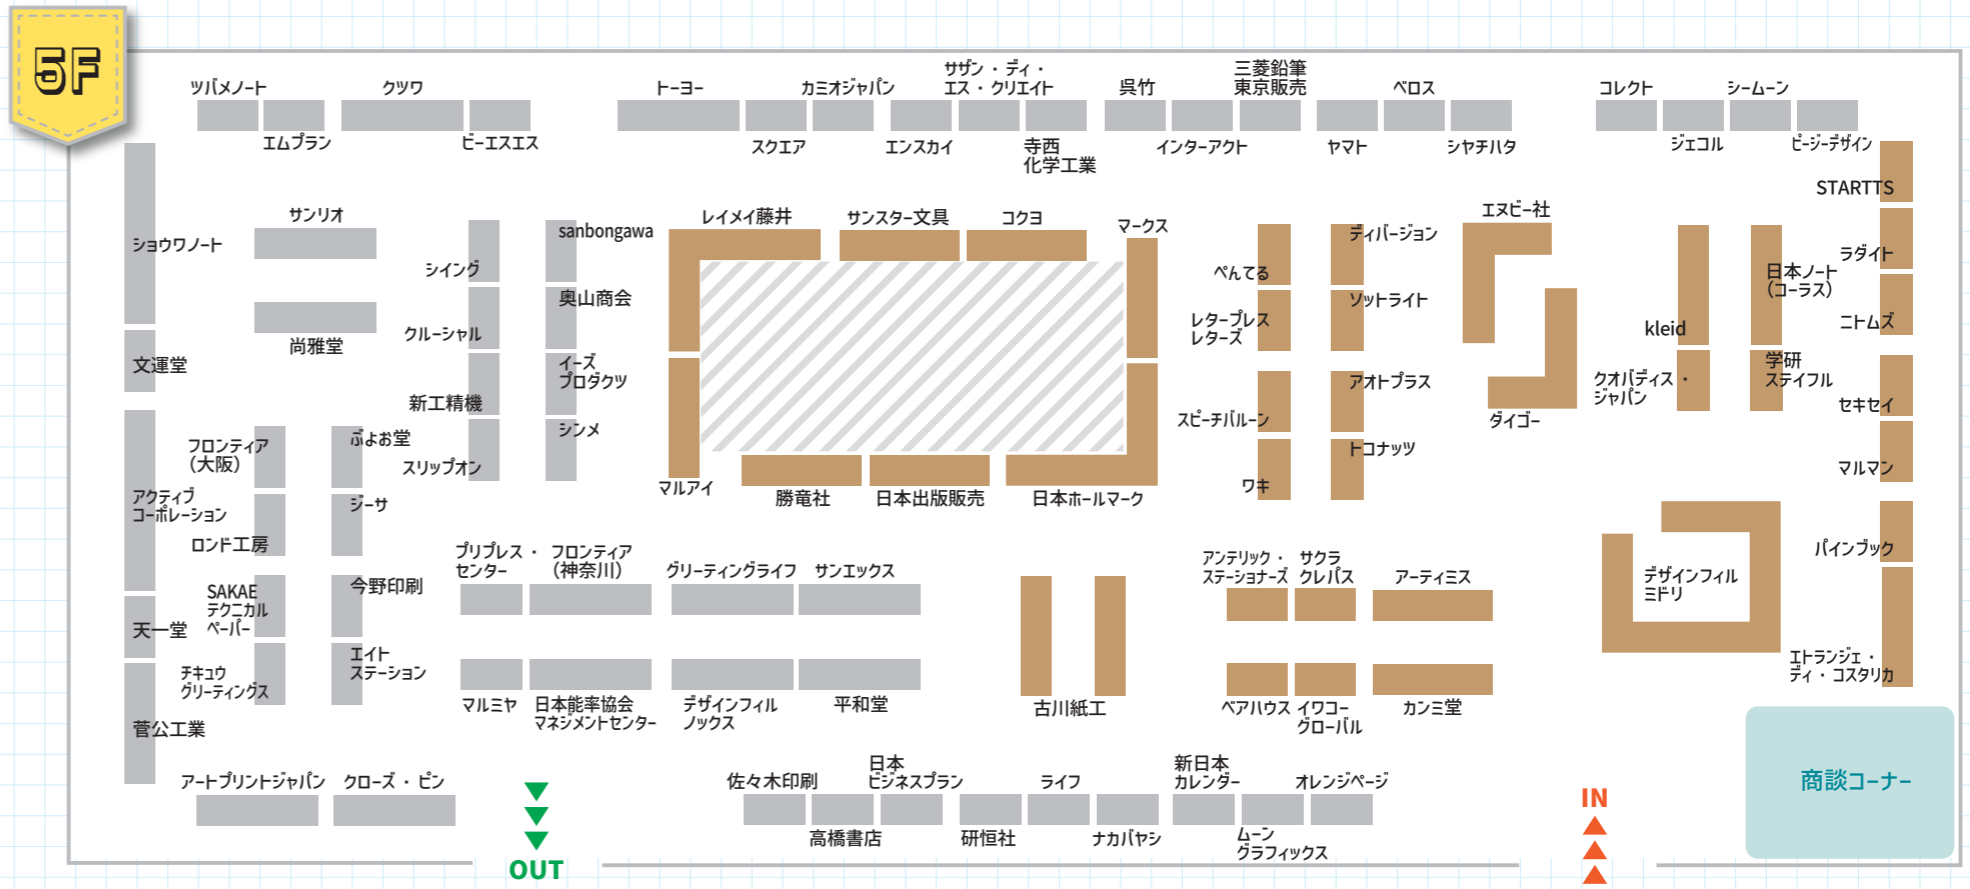 5F
ツバメノート
クツワ
トーヨー
カミオジャパン
サザン・ディ・
エス・クリエイト
呉竹
三菱鉛筆
東京販売
ベロス
コレクト
シームーン
エムプラン
ビーエスエス
スクエア
エンスカイ
寺西
化学工業
インターアクト
ヤマト
シヤチハタ
ジェコル
ピージーデザイン
STARTTS
ショウワノート
サンリオ
尚雅堂
文運堂
シイング
クルーシャル
新工精機
スリップオン
sanbongawa
奥山商会
イーズ
プロダクツ
シンメ
レイメイ藤井
サンスター文具
コクヨ
マークス
マルアイ
勝竜社
日本出版販売
日本ホールマーク
ぺんてる
レタープレス
レターズ
スピーチバルーン
ワキ
ディバージョン
ソットライト
アオトプラス
トコナッツ
エヌビー社
ダイゴー
kleid
クオバディス・
ジャパン
日本ノート
(コーラス)
学研
ステイフル
ラダイト
ニトムズ
セキセイ
マルマン
パインブック
エトランジェ・
ディ・コスタリカ
フロンティア
(大阪)
アクティブ
コーポレーション
ロンド工房
ぷよお堂
ジーサ
SAKAE
テクニカル
ペーパー
天一堂
チキュウ
グリーティングス
今野印刷
エイト
ステーション
菅公工業
プリプレス・
センター
フロンティア
(神奈川)
グリーティングライフ
サンエックス
マルミヤ
日本能率協会
マネジメントセンター
デザインフィル
ノックス
平和堂
古川紙工
アンテリック・
ステーショナーズ
サクラ
クレパス
アーティミス
ベアハウス
イワコー
グローバル
カンミ堂
デザインフィル
ミドリ
アートプリントジャパン
クローズ・ピン
OUT
佐々木印刷
日本
ビジネスプラン
ライフ
新日本
カレンダー
オレンジページ
高橋書店
研恒社
ナカバヤシ
ムーン
グラフィックス
IN
商談コーナー